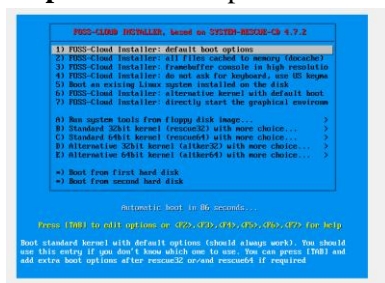 FOSS-CLOUD INSTALLER, based on SYSTEM-RESCUE-CD 4.7.2
1) FOSS-Cloud Installer: default boot options
2) FOSS-Cloud Installer: all files cached to memory (docache)
3) FOSS-Cloud Installer: framebuffer console in high resolutio
4) FOSS-Cloud Installer: do not ask for keyboard, use US keyma
5) Boot an existing Linux system installed on the disk
6) FOSS-Cloud Installer: alternative kernel with default boot
7) FOSS-Cloud Installer: directly start the graphical environm
A) Run system tools from floppy disk image... >
B) Standard 32bit kernel (rescue32) with more choice... >
C) Standard 64bit kernel (rescue64) with more choice... >
D) Alternative 32bit kernel (altker32) with more choice... >
E) Alternative 64bit kernel (altker64) with more choice... >
*) Boot from first hard disk
*) Boot from second hard disk
Automatic boot in 86 seconds...
Press [TAB] to edit options or <F2>,<F3>,<F4>,<F5>,<F6>,<F7> for help
Boot standard kernel with default options (should always work). You should
use this entry if you don't know which one to use. You can press [TAB] and
add extra boot options after rescue32 or/and rescue64 if required